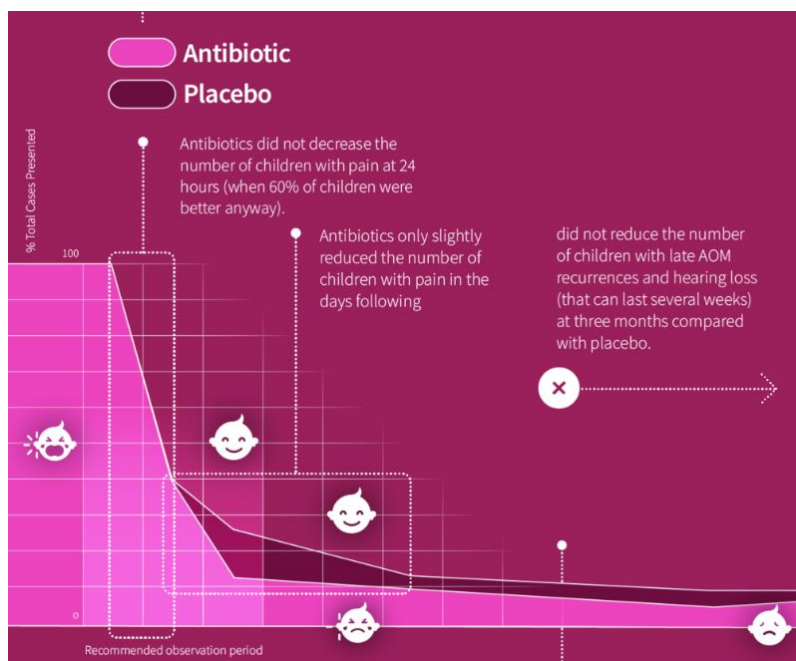 Antibiotic
Placebo
% Total Cases Presented
Antibiotics did not decrease the
number of children with pain at 24
hours (when 60% of children were
better anyway).
Antibiotics only slightly
reduced the number of
children with pain in the
days following
did not reduce the number
of children with late AOM
recurrences and hearing loss
(that can last several weeks)
at three months compared
with placebo.
100
0
Recommended observation period